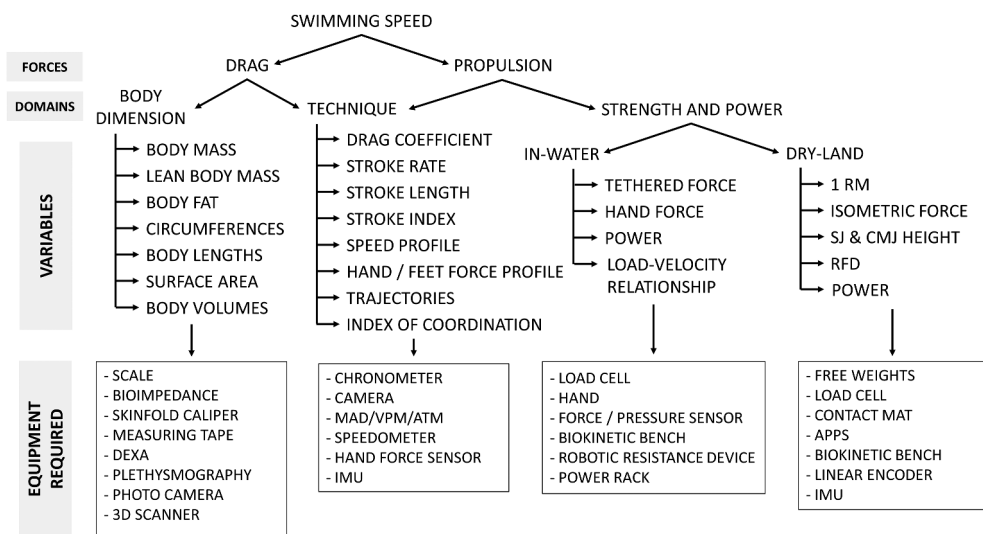 SWIMMING SPEED
FORCES
DRAG
PROPULSION
DOMAINS
BODY
DIMENSION
TECHNIQUE
STRENGTH AND POWER
IN-WATER
DRY-LAND
VARIABLES
BODY MASS
LEAN BODY MASS
BODY FAT
CIRCUMFERENCES
BODY LENGTHS
SURFACE AREA
BODY VOLUMES
DRAG COEFFICIENT
STROKE RATE
STROKE LENGTH
STROKE INDEX
SPEED PROFILE
HAND / FEET FORCE PROFILE
TRAJECTORIES
INDEX OF COORDINATION
TETHERED FORCE
HAND FORCE
POWER
LOAD-VELOCITY
RELATIONSHIP
1 RM
ISOMETRIC FORCE
SJ & CMJ HEIGHT
RFD
POWER
EQUIPMENT
REQUIRED
- SCALE
- BIOIMPEDANCE
- SKINFOLD CALIPER
- MEASURING TAPE
- DEXA
- PLETHYSMOGRAPHY
- PHOTO CAMERA
- 3D SCANNER
- CHRONOMETER
- CAMERA
- MAD/VPM/ATM
- SPEEDOMETER
- HAND FORCE SENSOR
- IMU
- LOAD CELL
- HAND
- FORCE / PRESSURE SENSOR
- BIOKINETIC BENCH
- ROBOTIC RESISTANCE DEVICE
- POWER RACK
- FREE WEIGHTS
- LOAD CELL
- CONTACT MAT
- APPS
- BIOKINETIC BENCH
- LINEAR ENCODER
- IMU